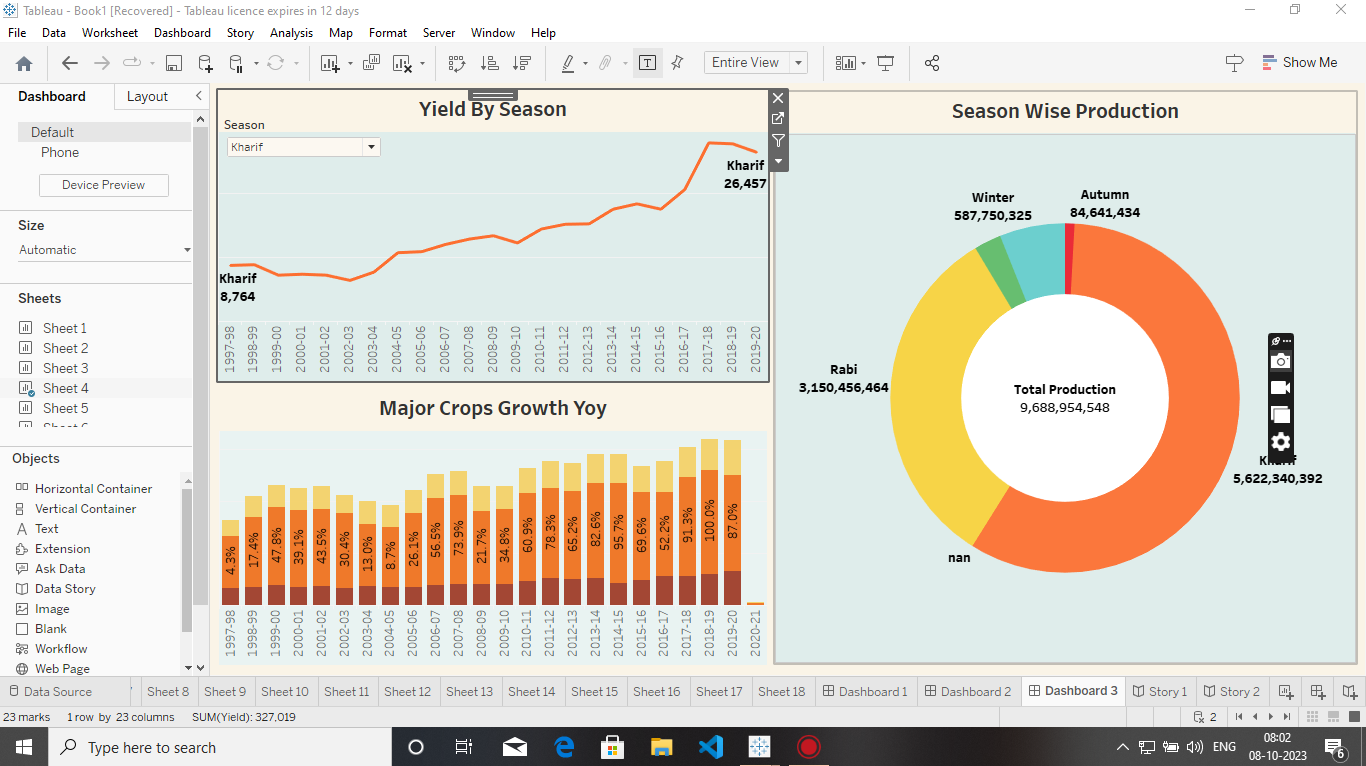 Tableau - Book1 [Recovered] - Tableau licence expires in 12 days
File Data Worksheet Dashboard Story Analysis Map Format Server Window Help
Entire View
Show Me
Dashboard Layout
Default
Phone
Device Preview
Size
Automatic
Sheets
Sheet 1
Sheet 2
Sheet 3
Sheet 4
Sheet 5
Objects
Horizontal Container
Vertical Container
Text
Extension
Ask Data
Data Story
Image
Blank
Workflow
Web Page
Yield By Season
Season
Kharif
Kharif
26,457
Kharif
8,764
1997-98 1998-99 1999-00 2000-01 2001-02 2002-03 2003-04 2004-05 2005-06 2006-07 2007-08 2008-09 2009-10 2010-11 2011-12 2012-13 2013-14 2014-15 2015-16 2016-17 2017-18 2018-19 2019-20
Major Crops Growth Yoy
4.3% 17.4% 47.8% 39.1% 43.5% 30.4% 13.0% 8.7% 26.1% 56.5% 73.9% 21.7% 34.8% 60.9% 78.3% 65.2% 82.6% 95.7% 69.6% 52.2% 91.3% 100.0% 87.0%
1997-98 1998-99 1999-00 2000-01 2001-02 2002-03 2003-04 2004-05 2005-06 2006-07 2007-08 2008-09 2009-10 2010-11 2011-12 2012-13 2013-14 2014-15 2015-16 2016-17 2017-18 2018-19 2019-20 2020-21
Season Wise Production
Winter
587,750,325
Autumn
84,641,434
Rabi
3,150,456,464
Total Production
9,688,954,548
5,622,340,392
nan
Data Source Sheet 8 Sheet 9 Sheet 10 Sheet 11 Sheet 12 Sheet 13 Sheet 14 Sheet 15 Sheet 16 Sheet 17 Sheet 18 Dashboard 1 Dashboard 2 Dashboard 3 Story 1 Story 2
23 marks 1 row by 23 columns SUM(Yield): 327,019
2
Type here to search
ENG
08:02
08-10-2023
6